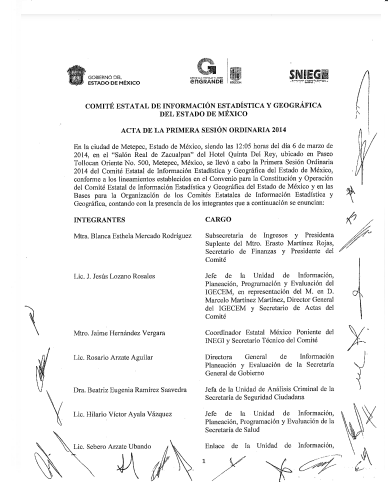 GOBIERNO DEL
ESTADO DE MÉXICO
enGRANDE
SNIEG
COMITÉ ESTATAL DE INFORMACIÓN ESTADÍSTICA Y GEOGRÁFICA
DEL ESTADO DE MÉXICO
ACTA DE LA PRIMERA SESIÓN ORDINARIA 2014
En la ciudad de Metepec, Estado de México, siendo las 12:05 horas del día 6 de marzo de
2014, en el "Salón Real de Zacualpan" del Hotel Quinta Del Rey, ubicado en Paseo
Tollocan Oriente No. 500, Metepec, México, se llevó a cabo la Primera Sesión Ordinaria
2014 del Comité Estatal de Información Estadística y Geográfica del Estado de México,
conforme a los lineamientos establecidos en el Convenio para la Constitución y Operación
del Comité Estatal de Información Estadística y Geográfica del Estado de México y en las
Bases para la Organización de los Comités Estatales de Información Estadística y
Geográfica, contando con la presencia de los integrantes que a continuación se enuncian:
INTEGRANTES CARGO
Mtra. Blanca Esthela Mercado Rodríguez Subsecretaria de Ingresos y Presidenta
Suplente del Mtro. Erasto Martínez Rojas,
Secretario de Finanzas y Presidente del
Comité
Lic. J. Jesús Lozano Rosales Jefe de la Unidad de Información,
Planeación, Programación y Evaluación del
IGECEM, en representación del M. en D.
Marcelo Martínez Martínez, Director General
del IGECEM y Secretario de Actas del
Comité
Mtro. Jaime Hernández Vergara Coordinador Estatal México Poniente del
INEGI y Secretario Técnico del Comité
Lic. Rosario Arzate Aguilar Directora General de Información
Planeación y Evaluación de la Secretaría
General de Gobierno
Dra. Beatriz Eugenia Ramírez Saavedra Jefa de la Unidad de Análisis Criminal de la
Secretaría de Seguridad Ciudadana
Lic. Hilario Víctor Ayala Vázquez Jefe de la Unidad de Información,
Planeación, Programación y Evaluación de la
Secretaría de Salud
Lic. Sebero Arzate Ubando Enlace de la Unidad de Información,
1